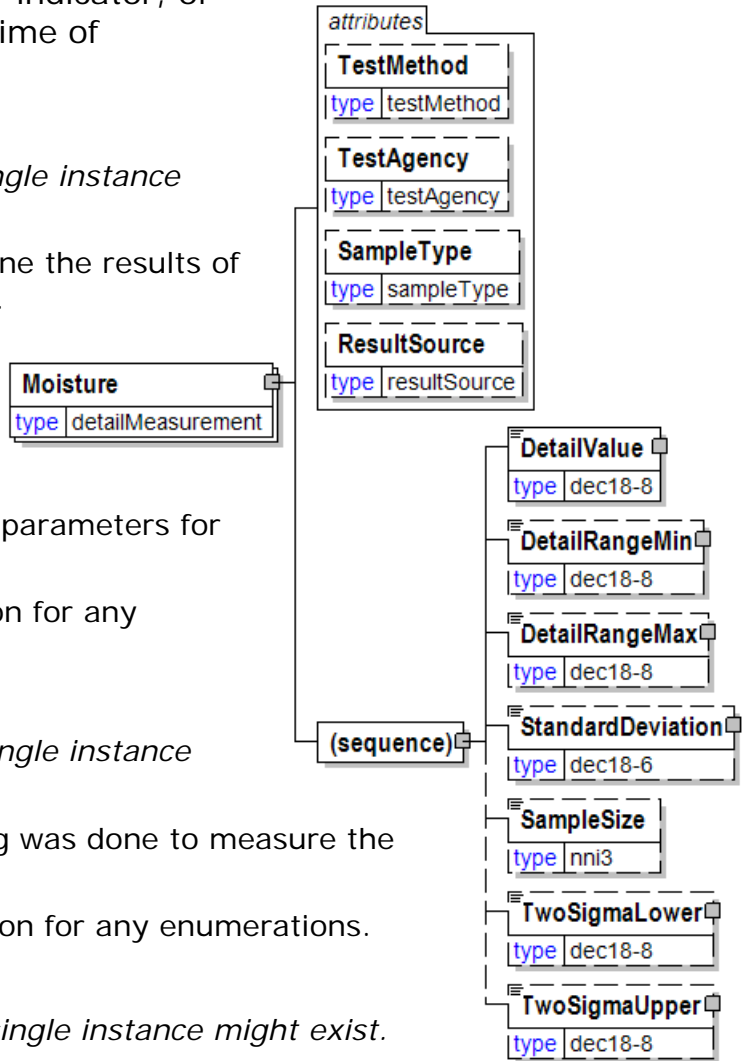 indicator, or
ime of
ngle instance
ne the results of
.
parameters for
on for any
ngle instance
g was done to measure the
on for any enumerations.
single instance might exist.
attributes
TestMethod
type testMethod
TestAgency
type testAgency
SampleType
type sampleType
ResultSource
type resultSource
Moisture
type detailMeasurement
(sequence)
DetailValue
type dec18-8
DetailRangeMin
type dec18-8
DetailRangeMax
type dec18-8
StandardDeviation
type dec18-6
SampleSize
type nni3
TwoSigmaLower
type dec18-8
TwoSigmaUpper
type dec18-8